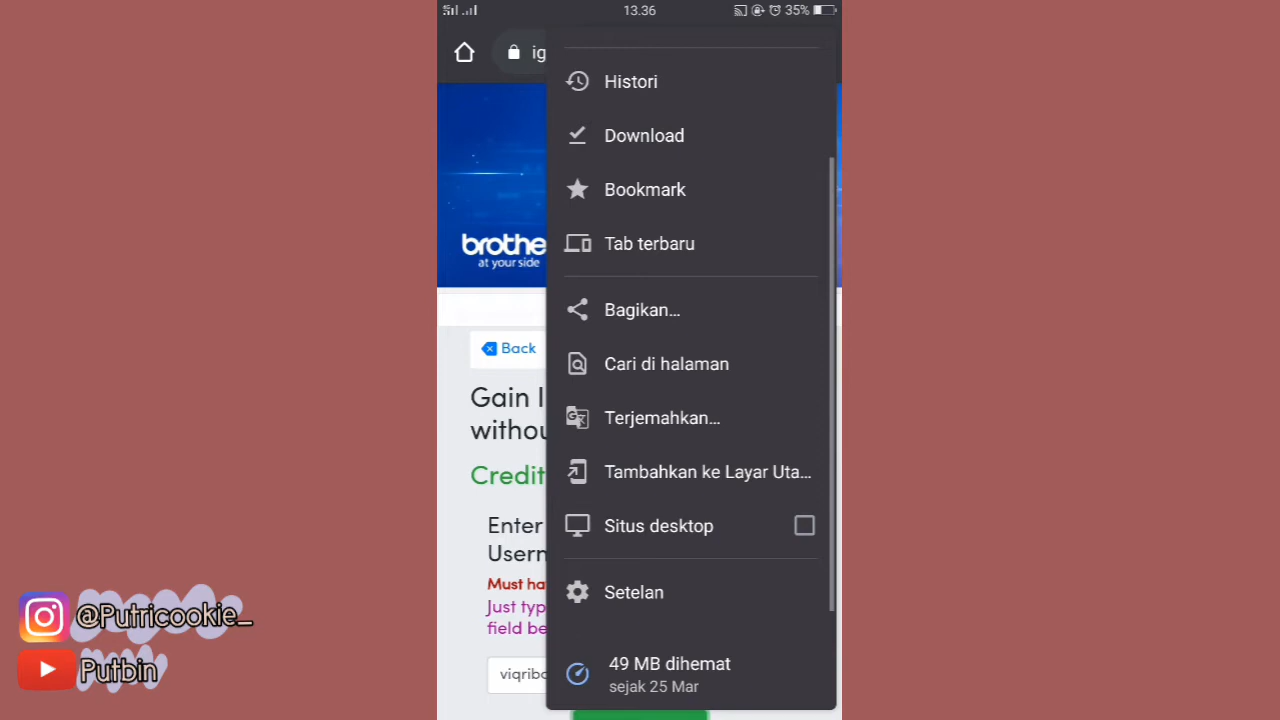 13.36
35%
ig
Histori
Download
Bookmark
Tab terbaru
brothe
at your side
Bagikan...
Back
Cari di halaman
Gain
withou
Terjemahkan...
Credit
Tambahkan ke Layar Uta...
Enter
Situs desktop
Usern
Must ha
Just typ
field be
Setelan
@Putricookie_
Putbin
viqribo
49 MB dihemat
sejak 25 Mar